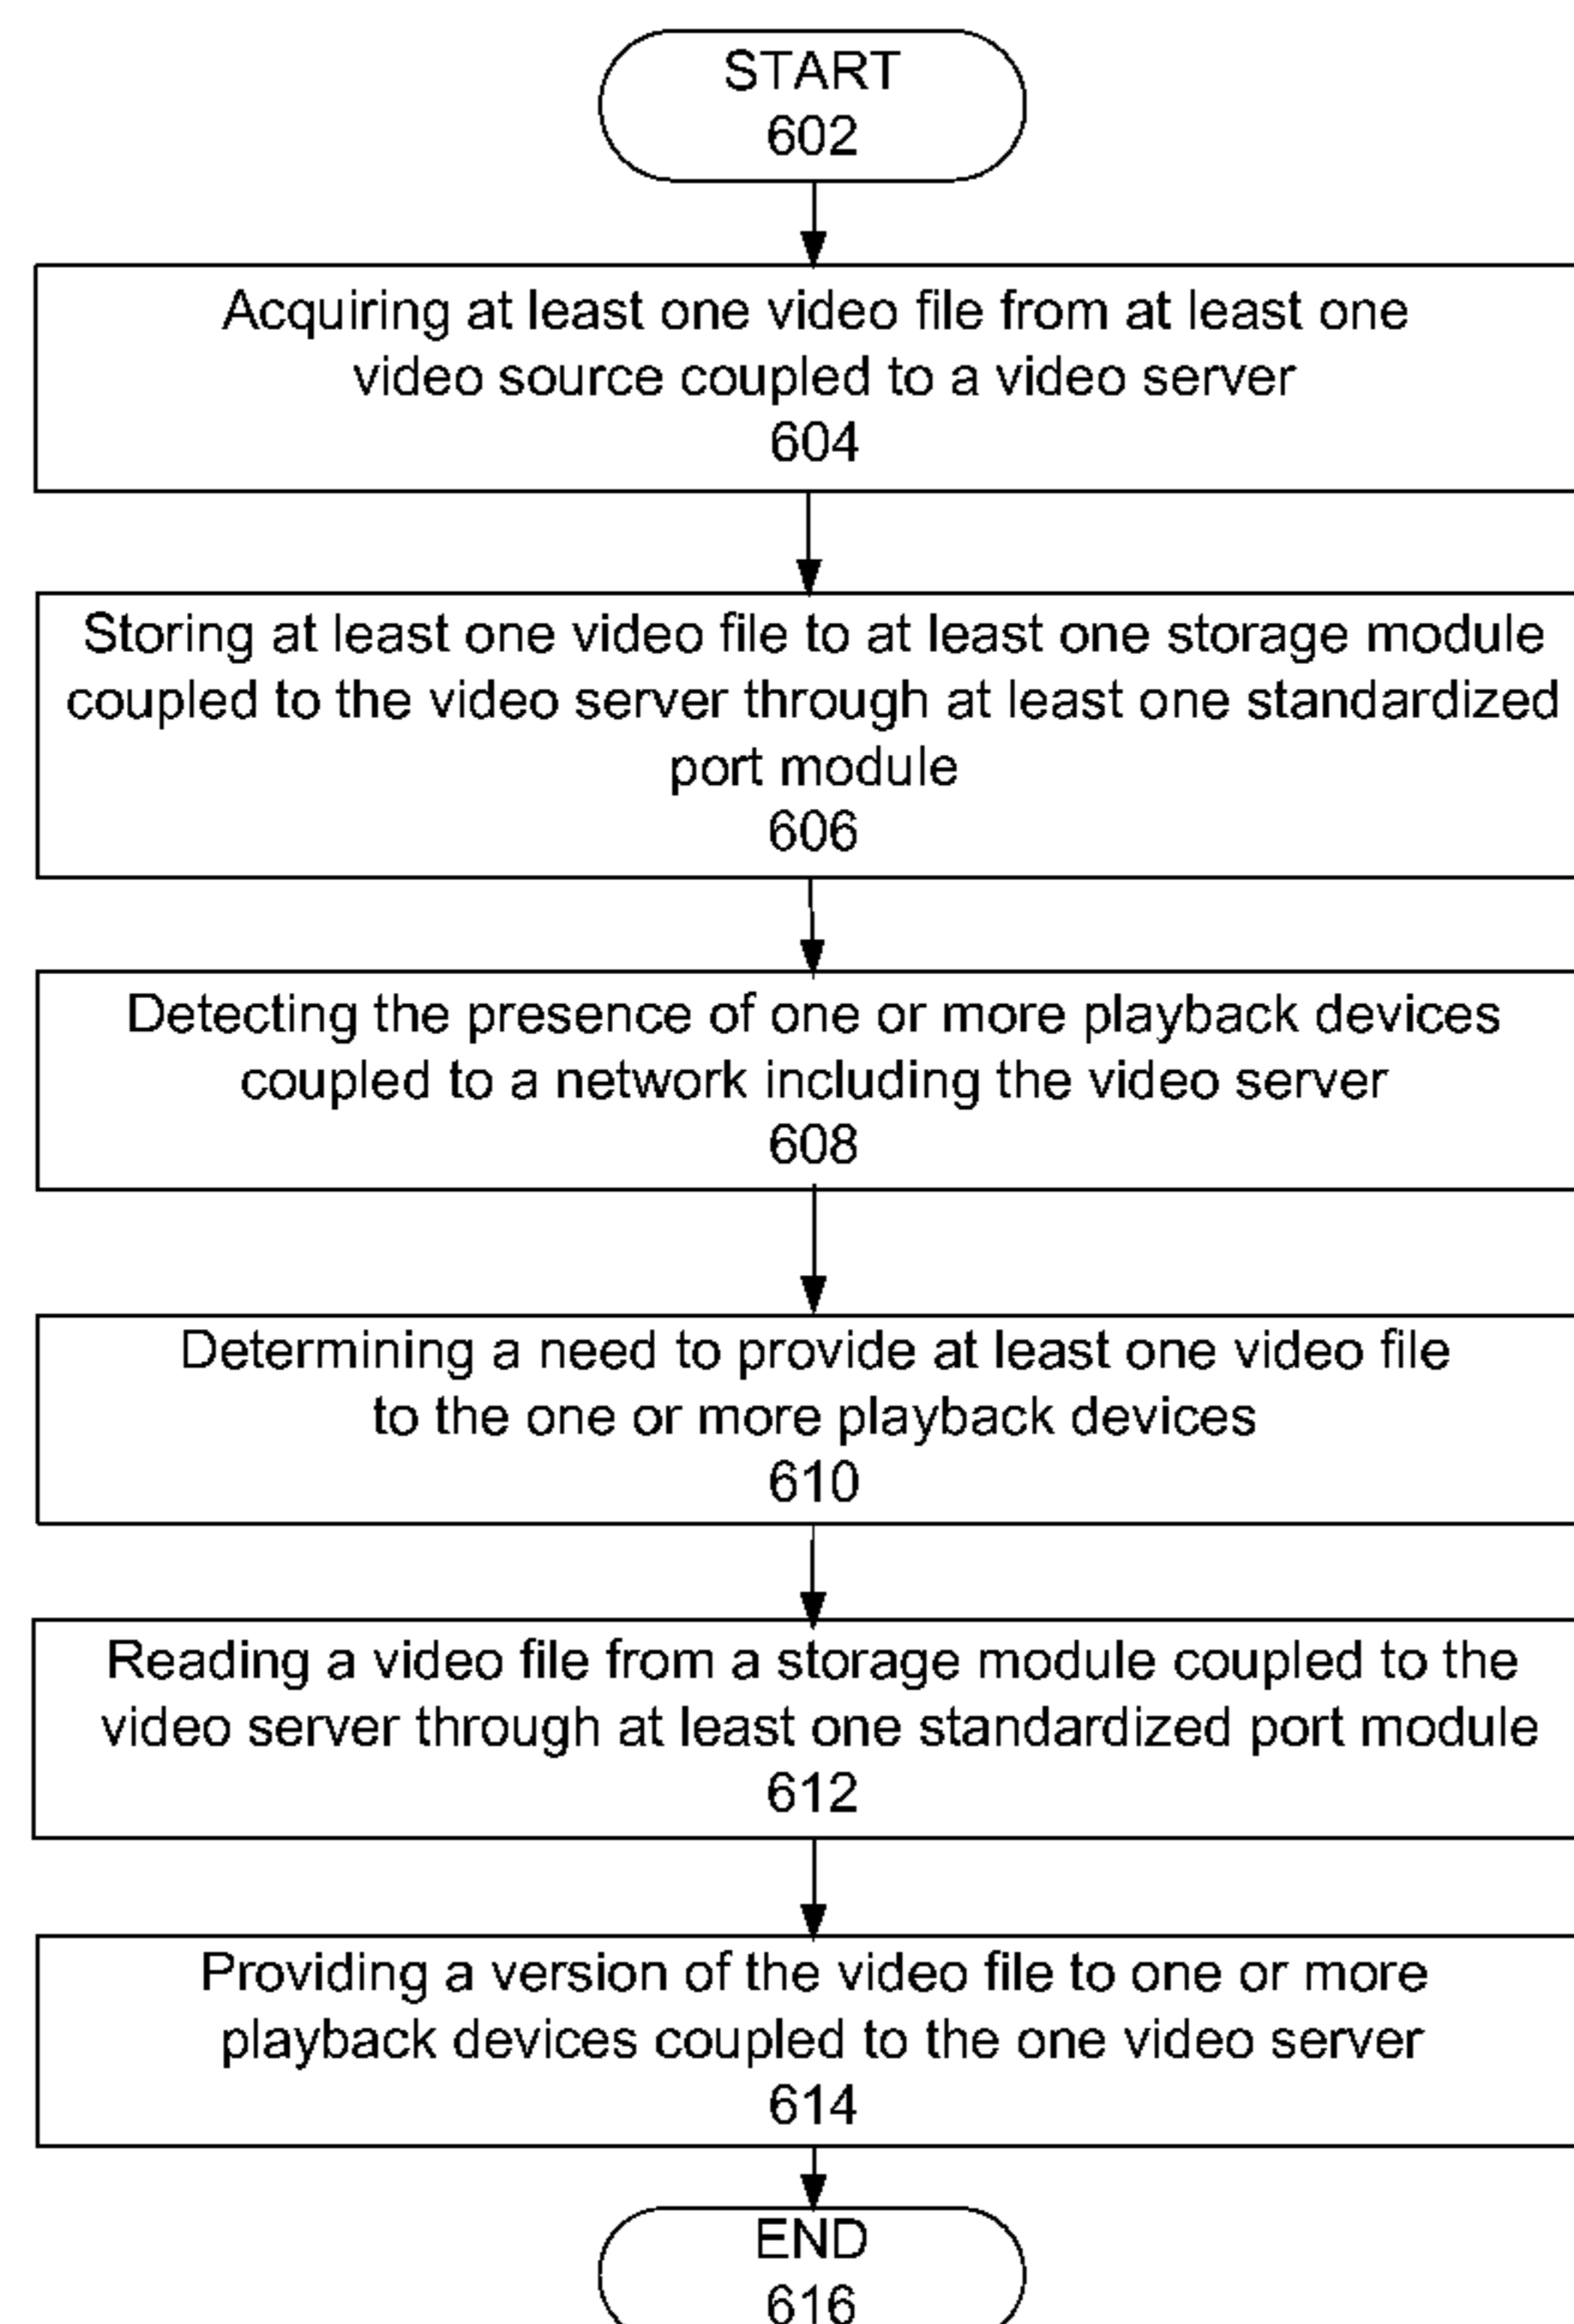 START
602
Acquiring at least one video file from at least one
video source coupled to a video server
604
Storing at least one video file to at least one storage module
coupled to the video server through at least one standardized
port module
606
Detecting the presence of one or more playback devices
coupled to a network including the video server
608
Determining a need to provide at least one video file
to the one or more playback devices
610
Reading a video file from a storage module coupled to the
video server through at least one standardized port module
612
Providing a version of the video file to one or more
playback devices coupled to the one video server
614
END
616